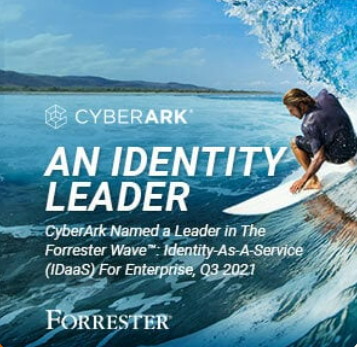 CYBERARK®
AN IDENTITY
LEADER
CyberArk Named a Leader in The
Forrester Wave™: Identity-As-A-Service
(IDaaS) For Enterprise, Q3 2021
FORRESTER®